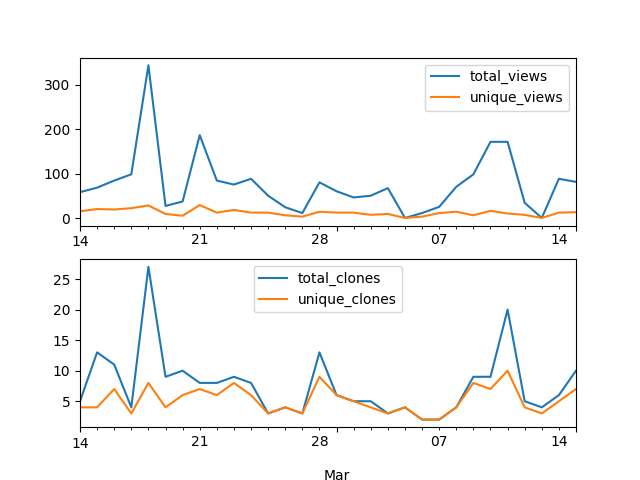 total_views
unique_views
300
200
100
0
14 21 28 07 14
total_clones
unique_clones
25
20
15
10
5
14 21 28 07 14
Mar